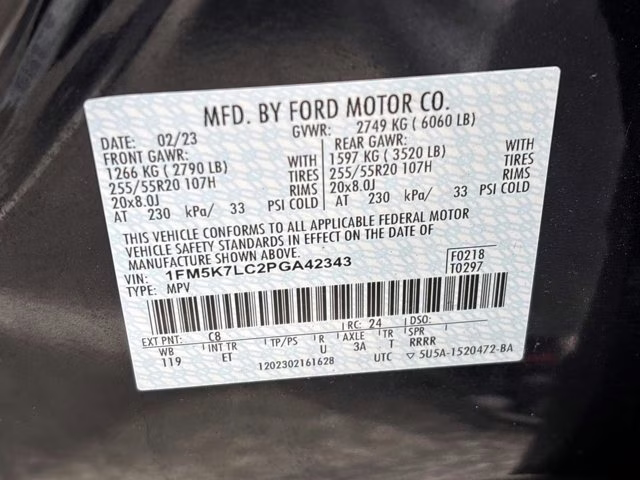 MFD. BY FORD MOTOR CO.
DATE: 02/23 GVWR: 2749 KG ( 6060 LB)
FRONT GAWR: REAR GAWR:
1266 KG ( 2790 LB) WITH 1597 KG ( 3520 LB) WITH
255/55R20 107H TIRES 255/55R20 107H TIRES
20x8.0J RIMS 20x8.0J RIMS
AT 230 kPa/ 33 PSI COLD AT 230 kPa/ 33 PSI COLD
THIS VEHICLE CONFORMS TO ALL APPLICABLE FEDERAL MOTOR
VEHICLE SAFETY STANDARDS IN EFFECT ON THE DATE OF
MANUFACTURE SHOWN ABOVE.
VIN: 1FM5K7LC2PGA42343 F0218
TYPE: MPV T0297
EXT PNT: C8 RC: 24 DSO:
WB INT TR TP/PS R AXLE TR SPR
119 ET U 3A T RRRR
1202302161628 UTC ▽ 5U5A-1520472-BA